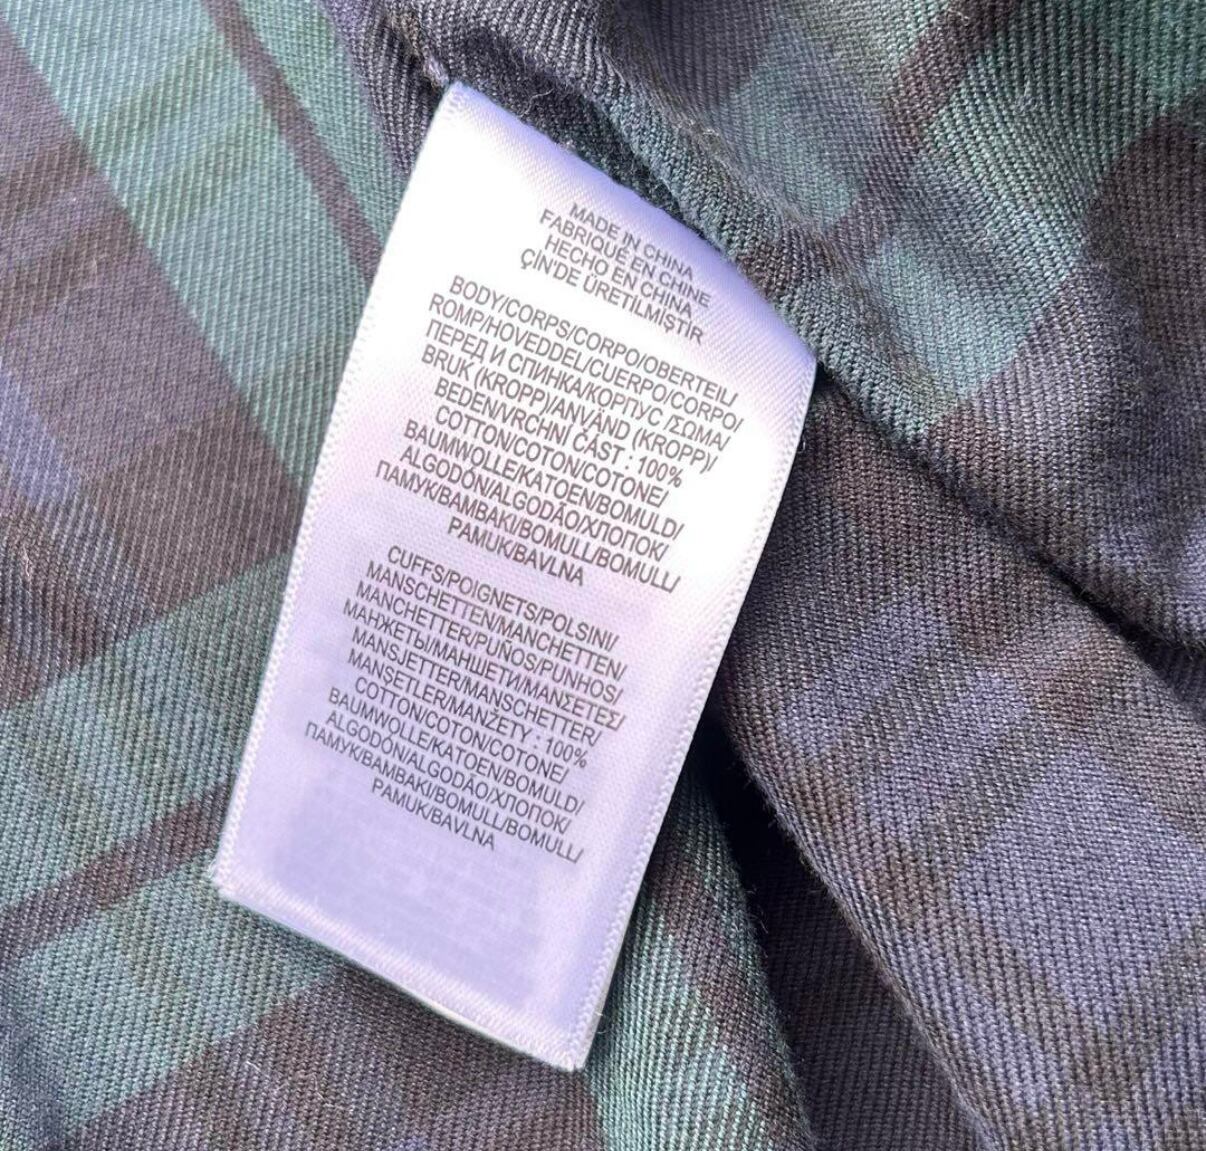 MADE IN CHINA
FABRIQUÉ EN CHINE
HECHO EN CHINA
ÇİN'DE ÜRETİLMİŞTİR
BODY/CORPS/CORPO/OBERTEIL/
ROMP/HOVEDDEL/CUERPO/CORPO/
ПЕРЕД И СПИНКА/КОРПУС /ΣΩΜΑ/
BRUK (KROPP)/ANVÄND (KROPP)/
BEDEN/VRCHNÍ ČÁST : 100%
COTTON/COTON/COTONE/
BAUMWOLLE/KATOEN/BOMULD/
ALGODÓN/ALGODÃO/ХЛОПОК/
ПАМУК/ΒΑΜΒΑΚΙ/BOMULL/BOMULL/
PAMUK/BAVLNA
CUFFS/POIGNETS/POLSINI/
MANSCHETTEN/MANCHETTEN/
MANCHETTER/PUÑOS/PUNHOS/
МАНЖЕТЫ/МАНШЕТИ/ΜΑΝΣΕΤΕΣ/
MANSJETTER/MANSCHETTER/
MANSETLER/MANŽETY : 100%
COTTON/COTON/COTONE/
BAUMWOLLE/KATOEN/BOMULD/
ALGODÓN/ALGODÃO/ХЛОПОК/
ПАМУК/ΒΑΜΒΑΚΙ/BOMULL/BOMULL/
PAMUK/BAVLNA